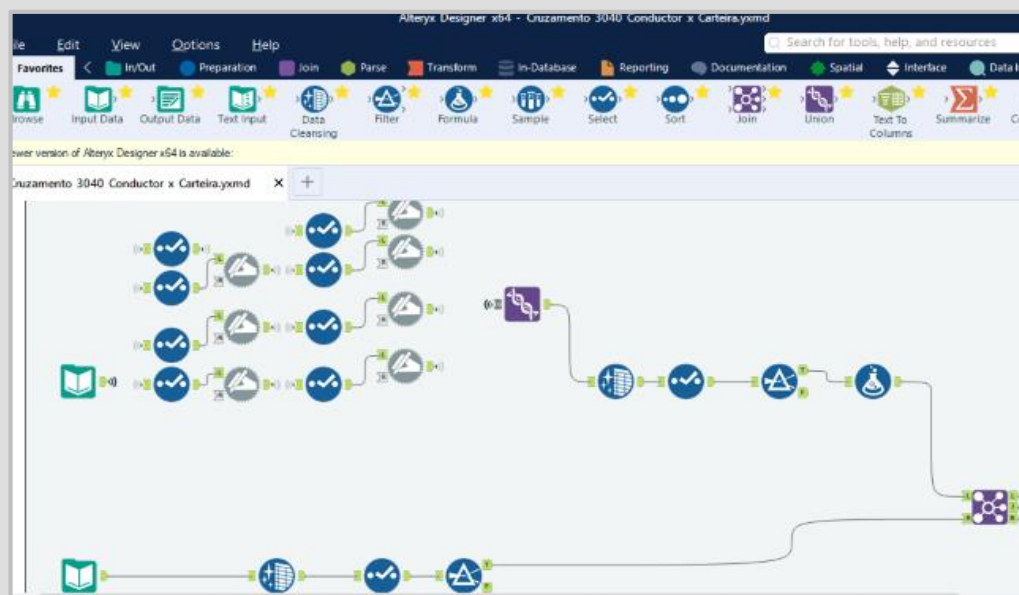 Alteryx Designer x64 - Cruzamento 3040 Conductor x Carteira.yxmd
ile Edit View Options Help
Search for tools, help, and resources
Favorites In/Out Preparation Join Parse Transform In-Database Reporting Documentation Spatial Interface Data I
rowse Input Data Output Data Text Input Data Cleansing Filter Formula Sample Select Sort Join Union Text To Columns Summarize
ewer version of Alteryx Designer x64 is available:
Cruzamento 3040 Conductor x Carteira.yxmd